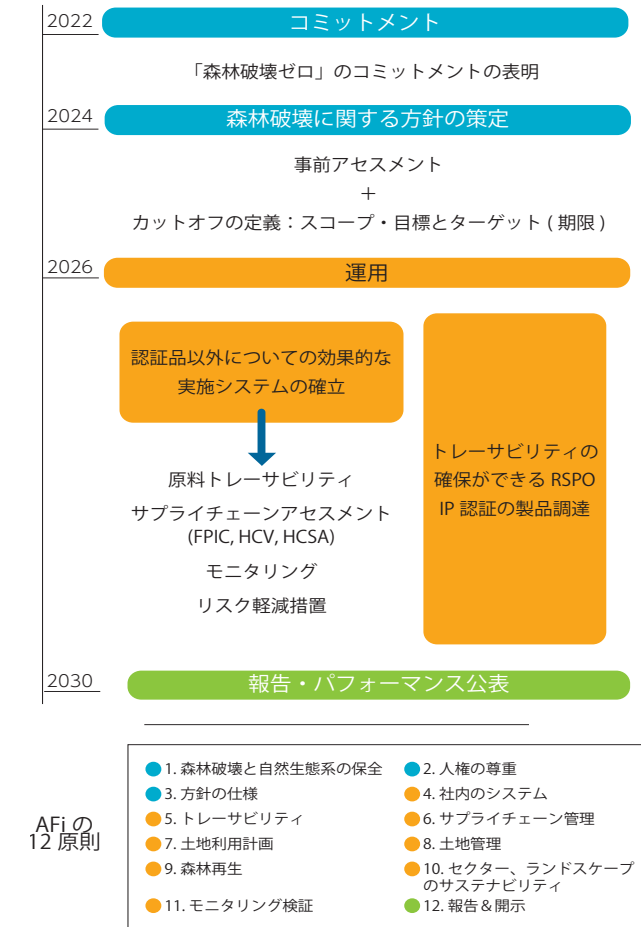 2022
コミットメント
「森林破壊ゼロ」のコミットメントの表明
2024
森林破壊に関する方針の策定
事前アセスメント
+
カットオフの定義：スコープ・目標とターゲット ( 期限 )
2026
運用
認証品以外についての効果的な
実施システムの確立
原料トレーサビリティ
サプライチェーンアセスメント
(FPIC, HCV, HCSA)
モニタリング
リスク軽減措置
トレーサビリティの
確保ができる RSPO
IP 認証の製品調達
2030
報告・パフォーマンス公表
AFi の
12 原則
1. 森林破壊と自然生態系の保全
2. 人権の尊重
3. 方針の仕様
4. 社内のシステム
5. トレーサビリティ
6. サプライチェーン管理
7. 土地利用計画
8. 土地管理
9. 森林再生
10. セクター、ランドスケープ
のサステナビリティ
11. モニタリング検証
12. 報告＆開示